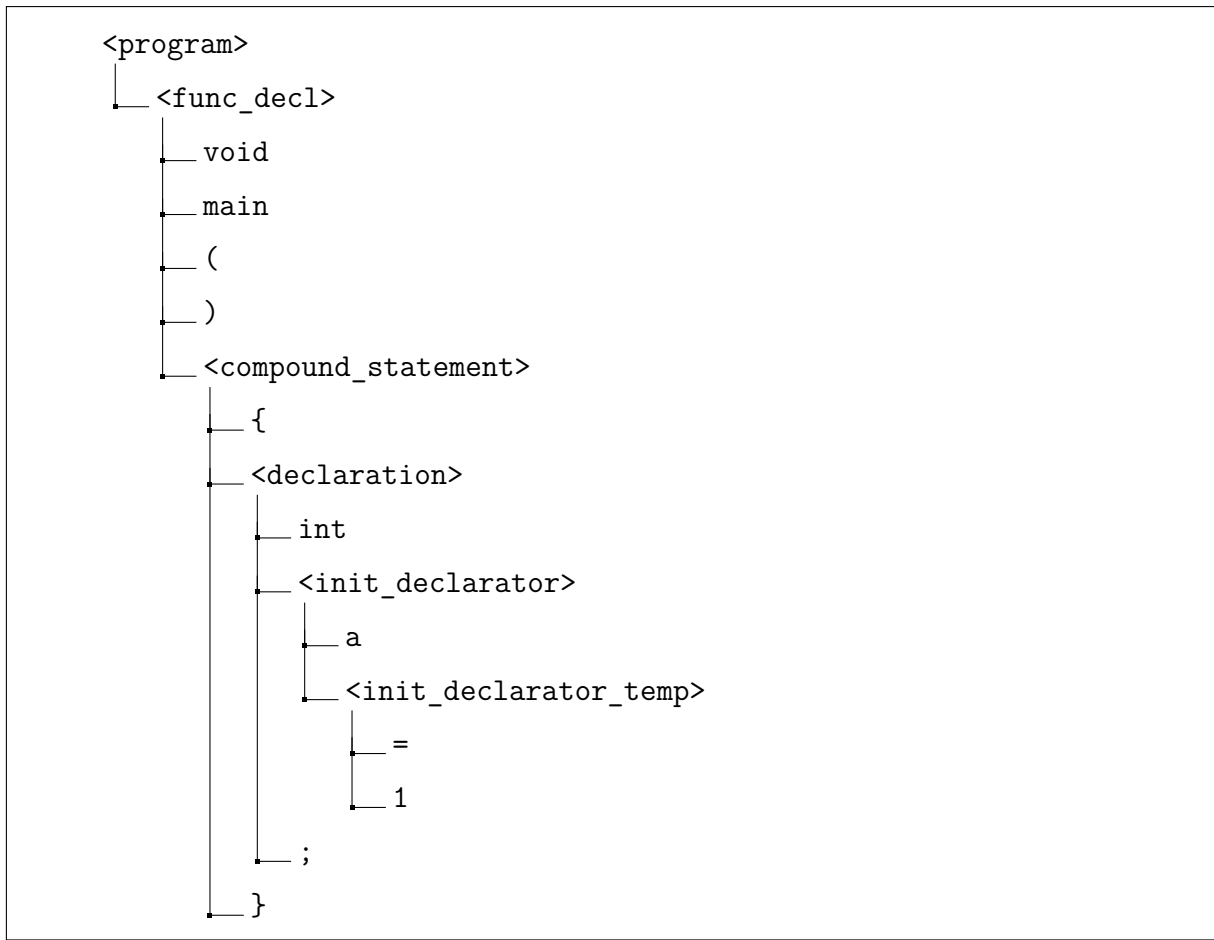 <program>
<func_decl>
void
main
(
)
<compound_statement>
{
<declaration>
int
<init_declarator>
a
<init_declarator_temp>
=
1
;
}